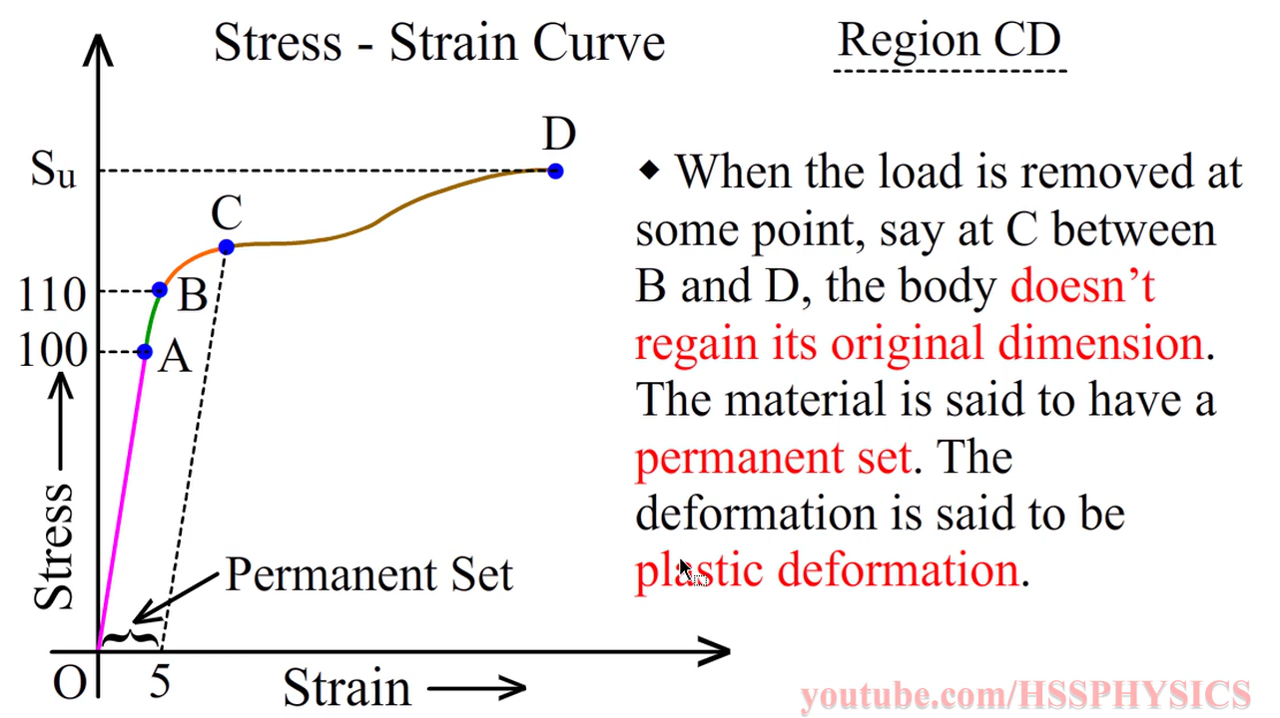 Stress - Strain Curve
Region CD
D
Su
C
110
B
100
A
Stress
Permanent Set
O
5
Strain
◆ When the load is removed at
some point, say at C between
B and D, the body doesn’t
regain its original dimension.
The material is said to have a
permanent set. The
deformation is said to be
plastic deformation.
youtube.com/HSSPHYSICS